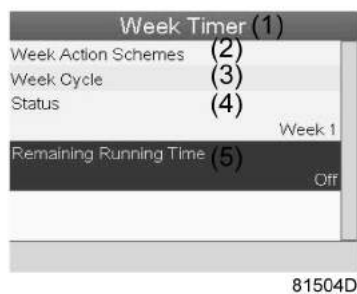 Week Timer (1)
Week Action Schemes (2)
Week Cycle (3)
Status (4)
Week 1
Remaining Running Time (5)
Off
81504D